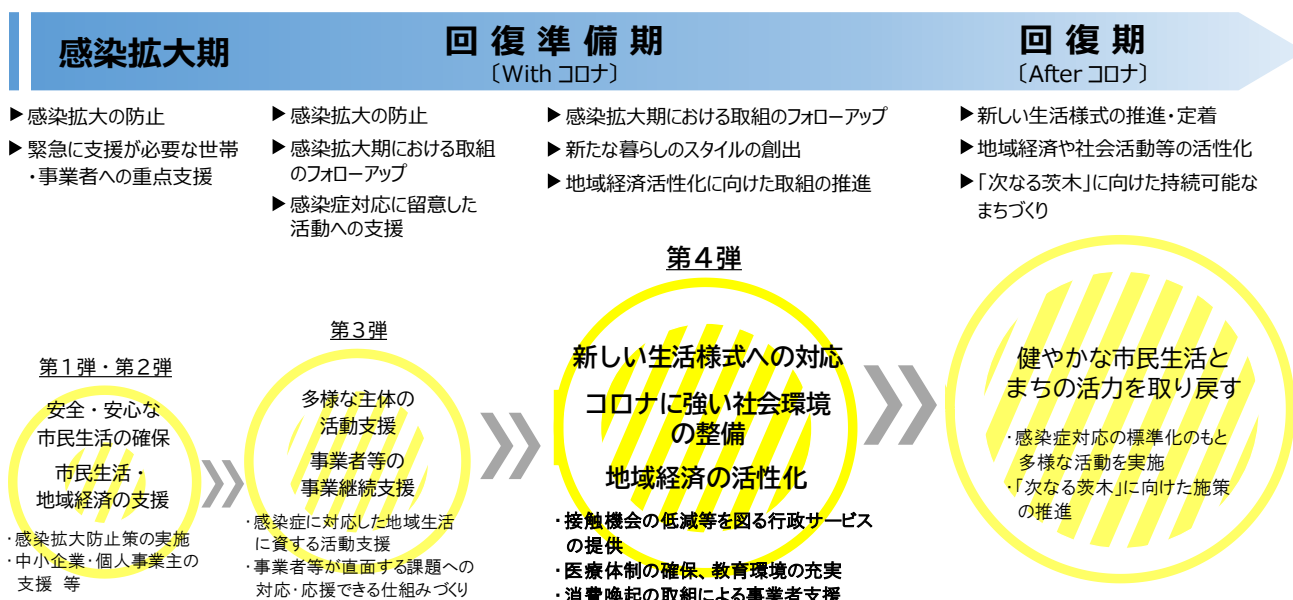 感染拡大期
回復準備期
〔With コロナ〕
回復期
〔After コロナ〕
▶感染拡大の防止
▶緊急に支援が必要な世帯
・事業者への重点支援
▶感染拡大の防止
▶感染拡大期における取組
のフォローアップ
▶感染症対応に留意した
活動への支援
▶感染拡大期における取組のフォローアップ
▶新たな暮らしのスタイルの創出
▶地域経済活性化に向けた取組の推進
▶新しい生活様式の推進・定着
▶地域経済や社会活動等の活性化
▶「次なる茨木」に向けた持続可能な
まちづくり
第1弾・第2弾
安全・安心な
市民生活の確保
市民生活・
地域経済の支援
・感染拡大防止策の実施
・中小企業・個人事業主の
支援 等
第3弾
多様な主体の
活動支援
事業者等の
事業継続支援
・感染症に対応した地域生活
に資する活動支援
・事業者等が直面する課題への
対応・応援できる仕組みづくり
第4弾
新しい生活様式への対応
コロナに強い社会環境
の整備
地域経済の活性化
・接触機会の低減等を図る行政サービス
の提供
・医療体制の確保、教育環境の充実
・消費喚起の取組による事業者支援
健やかな市民生活と
まちの活力を取り戻す
・感染症対応の標準化のもと
多様な活動を実施
・「次なる茨木」に向けた施策
の推進